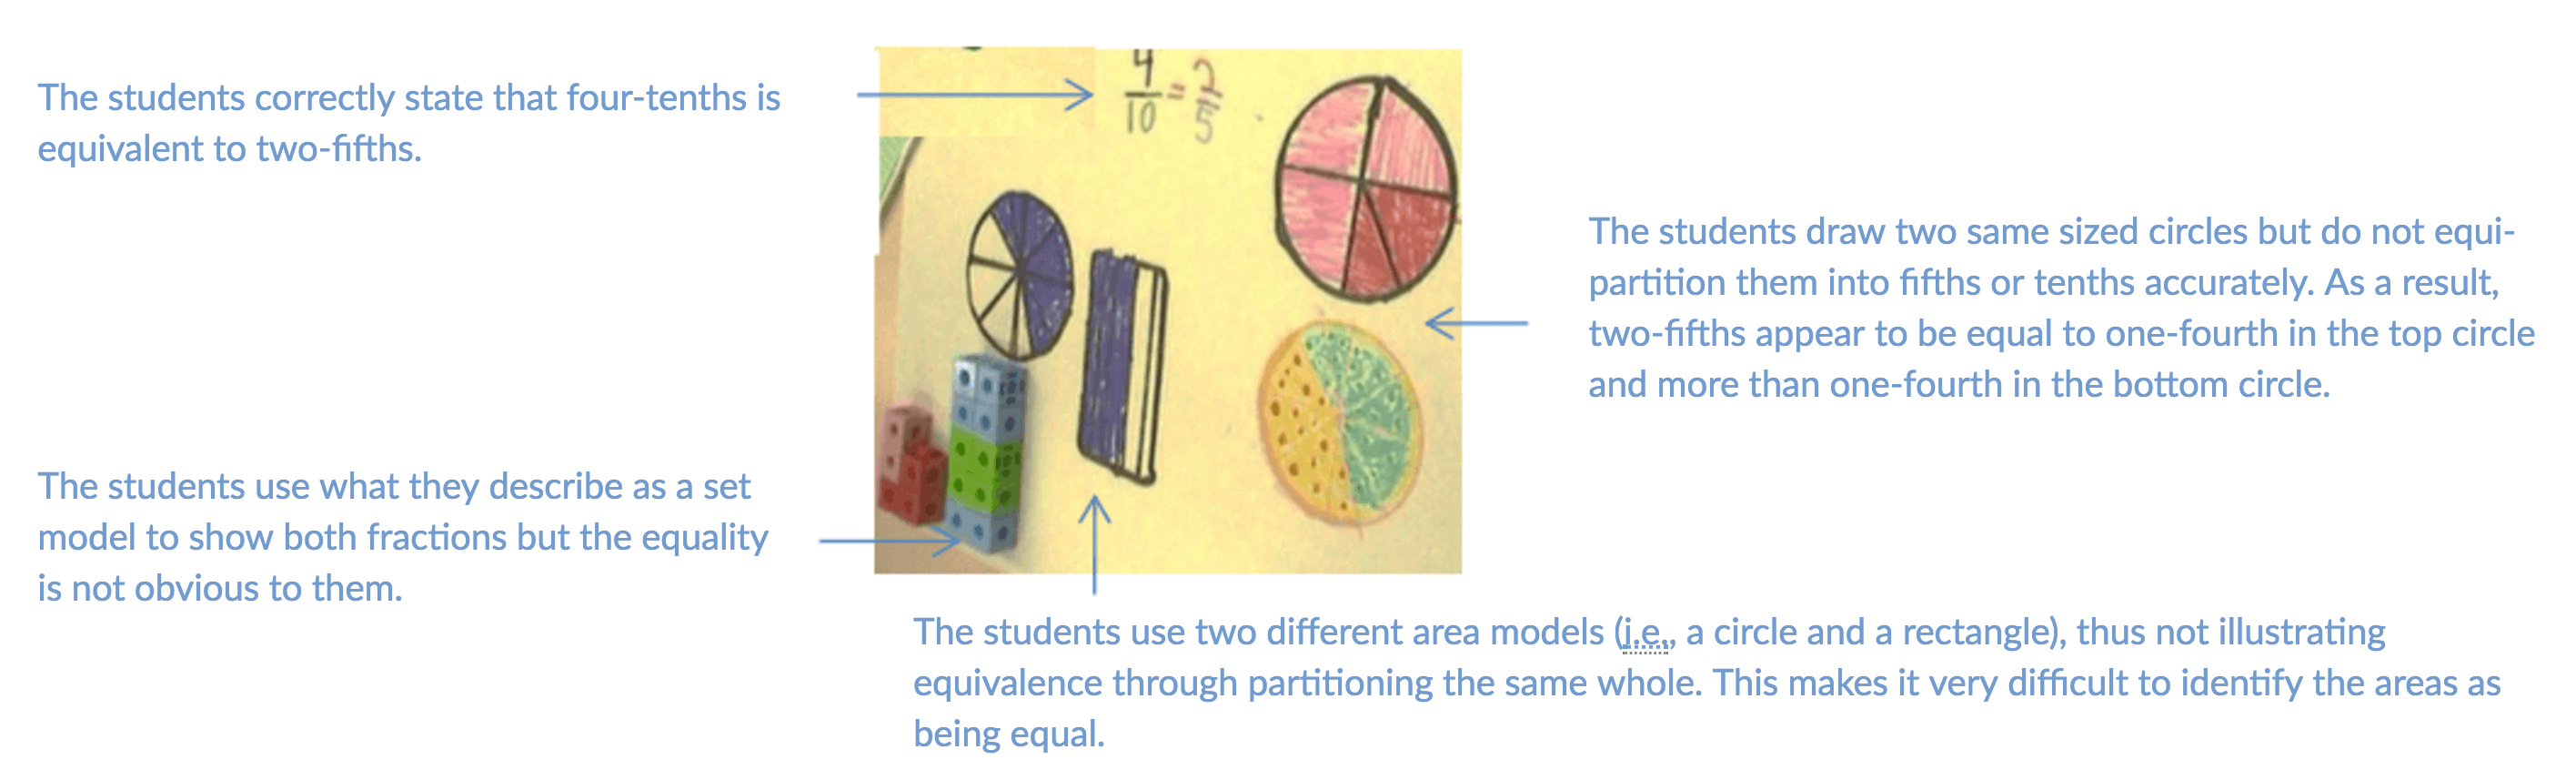 The students correctly state that four-tenths is
equivalent to two-fifths.
4/10 = 2/5
The students draw two same sized circles but do not equi-
partition them into fifths or tenths accurately. As a result,
two-fifths appear to be equal to one-fourth in the top circle
and more than one-fourth in the bottom circle.
The students use what they describe as a set
model to show both fractions but the equality
is not obvious to them.
The students use two different area models (i.e., a circle and a rectangle), thus not illustrating
equivalence through partitioning the same whole. This makes it very difficult to identify the areas as
being equal.